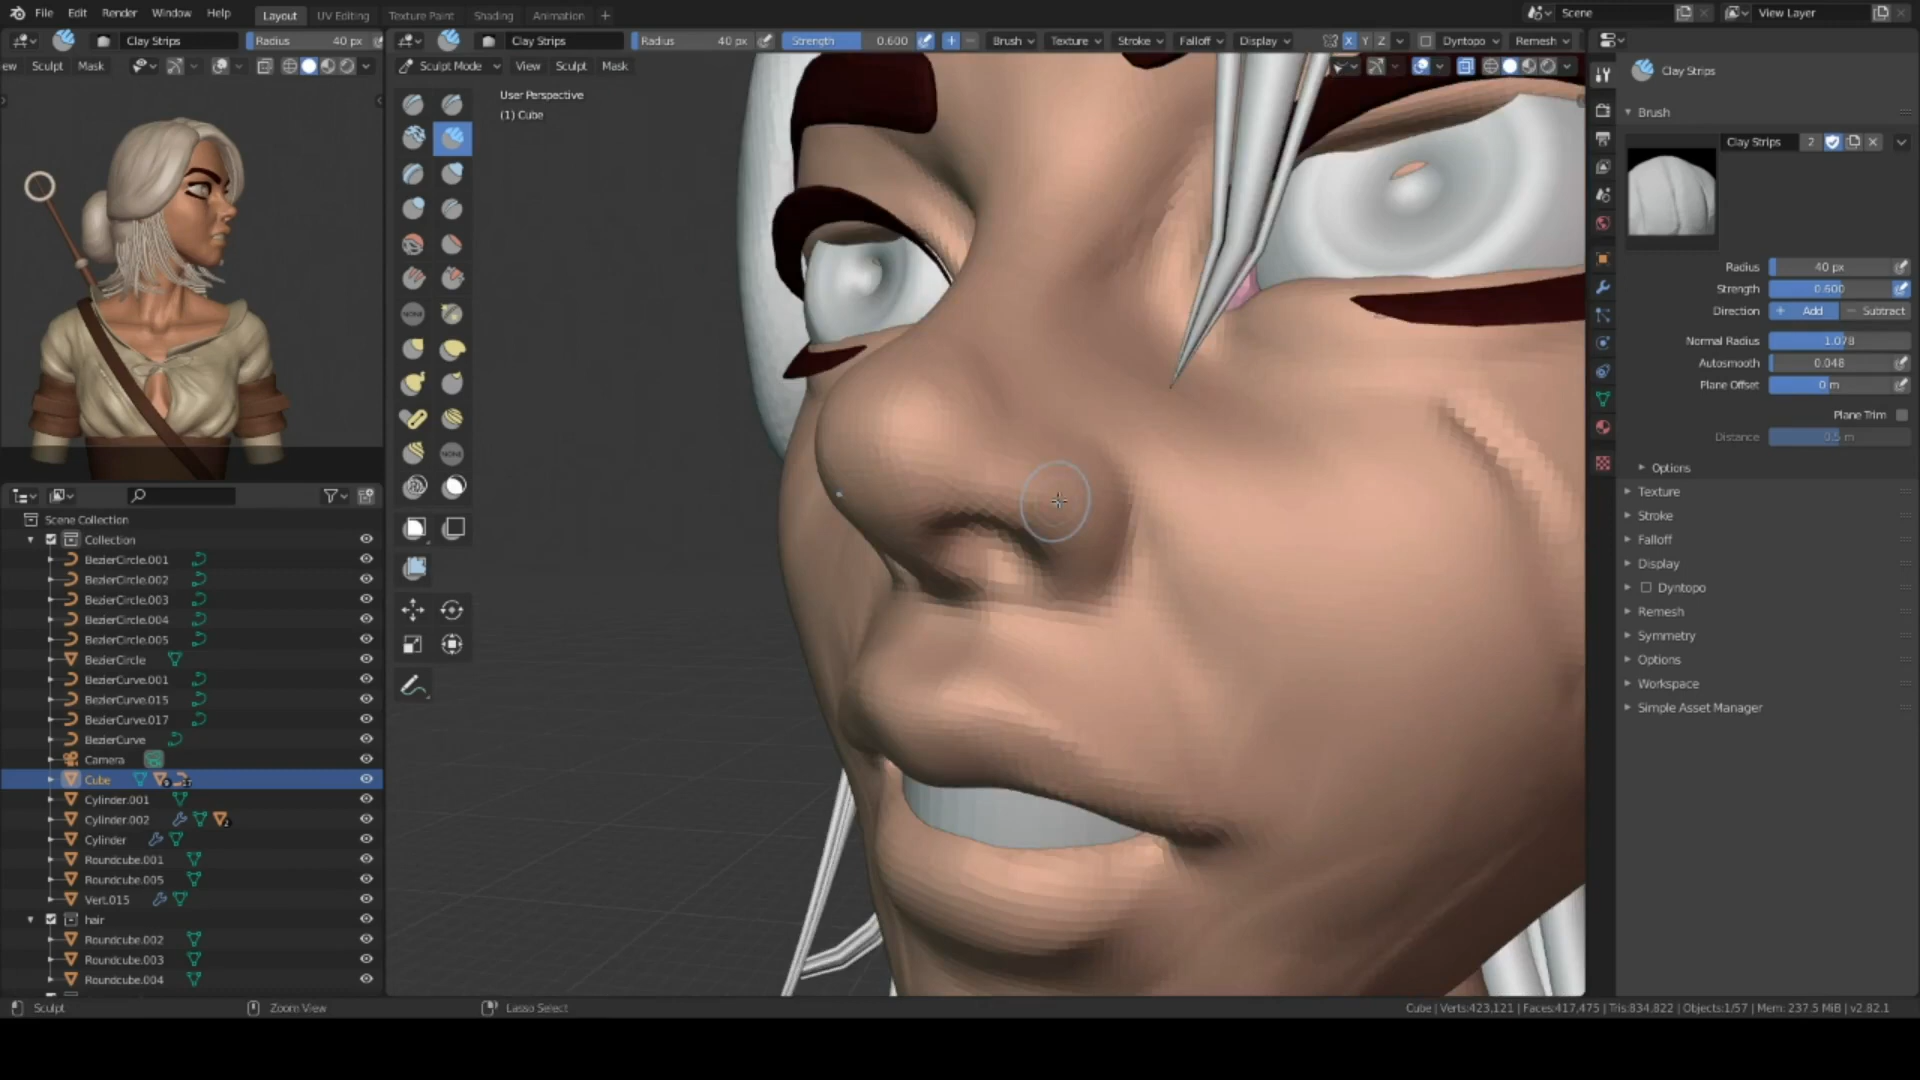 File Edit Render Window Help
Layout UV Editing Texture Paint Shading Animation +
Scene
View Layer
Clay Strips Radius 40 px
Clay Strips Radius 40 px Strength 0.600 Brush Texture Stroke Falloff Display X Y Z Dyntopo Remesh
ew Sculpt Mask
Sculpt Mode View Sculpt Mask
User Perspective
(1) Cube
NONE
NONE
Clay Strips
Brush
Clay Strips 2
Radius 40 px
Strength 0.600
Direction + Add - Subtract
Normal Radius 1.078
Autosmooth 0.048
Plane Offset 0 m
Plane Trim
Distance 0.5 m
Options
Texture
Stroke
Falloff
Display
Dyntopo
Remesh
Symmetry
Options
Workspace
Simple Asset Manager
Scene Collection
Collection
BezierCircle.001
BezierCircle.002
BezierCircle.003
BezierCircle.004
BezierCircle.005
BezierCircle
BezierCurve.001
BezierCurve.015
BezierCurve.017
BezierCurve
Camera
Cube
Cylinder.001
Cylinder.002 2
Cylinder
Roundcube.001
Roundcube.005
Vert.015
hair
Roundcube.002
Roundcube.003
Roundcube.004
Sculpt Zoom View Lasso Select
Cube | Verts:423,121 | Faces:417,475 | Tris:834,822 | Objects:1/57 | Mem: 237.5 MiB | v2.82.1